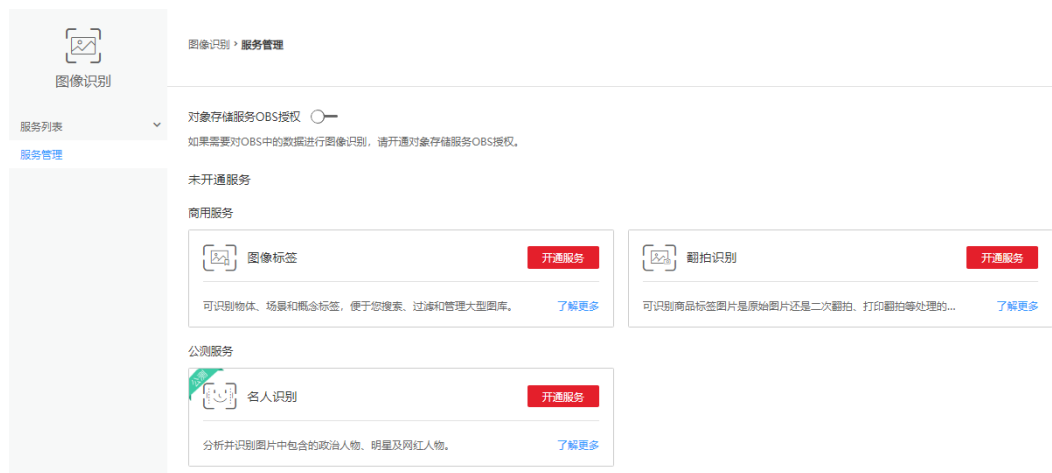 图像识别
服务列表
服务管理
图像识别 > 服务管理
对象存储服务OBS授权
如果需要对OBS中的数据进行图像识别，请开通对象存储服务OBS授权。
未开通服务
商用服务
图像标签
开通服务
可识别物体、场景和概念标签，便于您搜索、过滤和管理大型图库。
了解更多
翻拍识别
开通服务
可识别商品标签图片是原始图片还是二次翻拍、打印翻拍等处理的...
了解更多
公测服务
公测
名人识别
开通服务
分析并识别图片中包含的政治人物、明星及网红人物。
了解更多